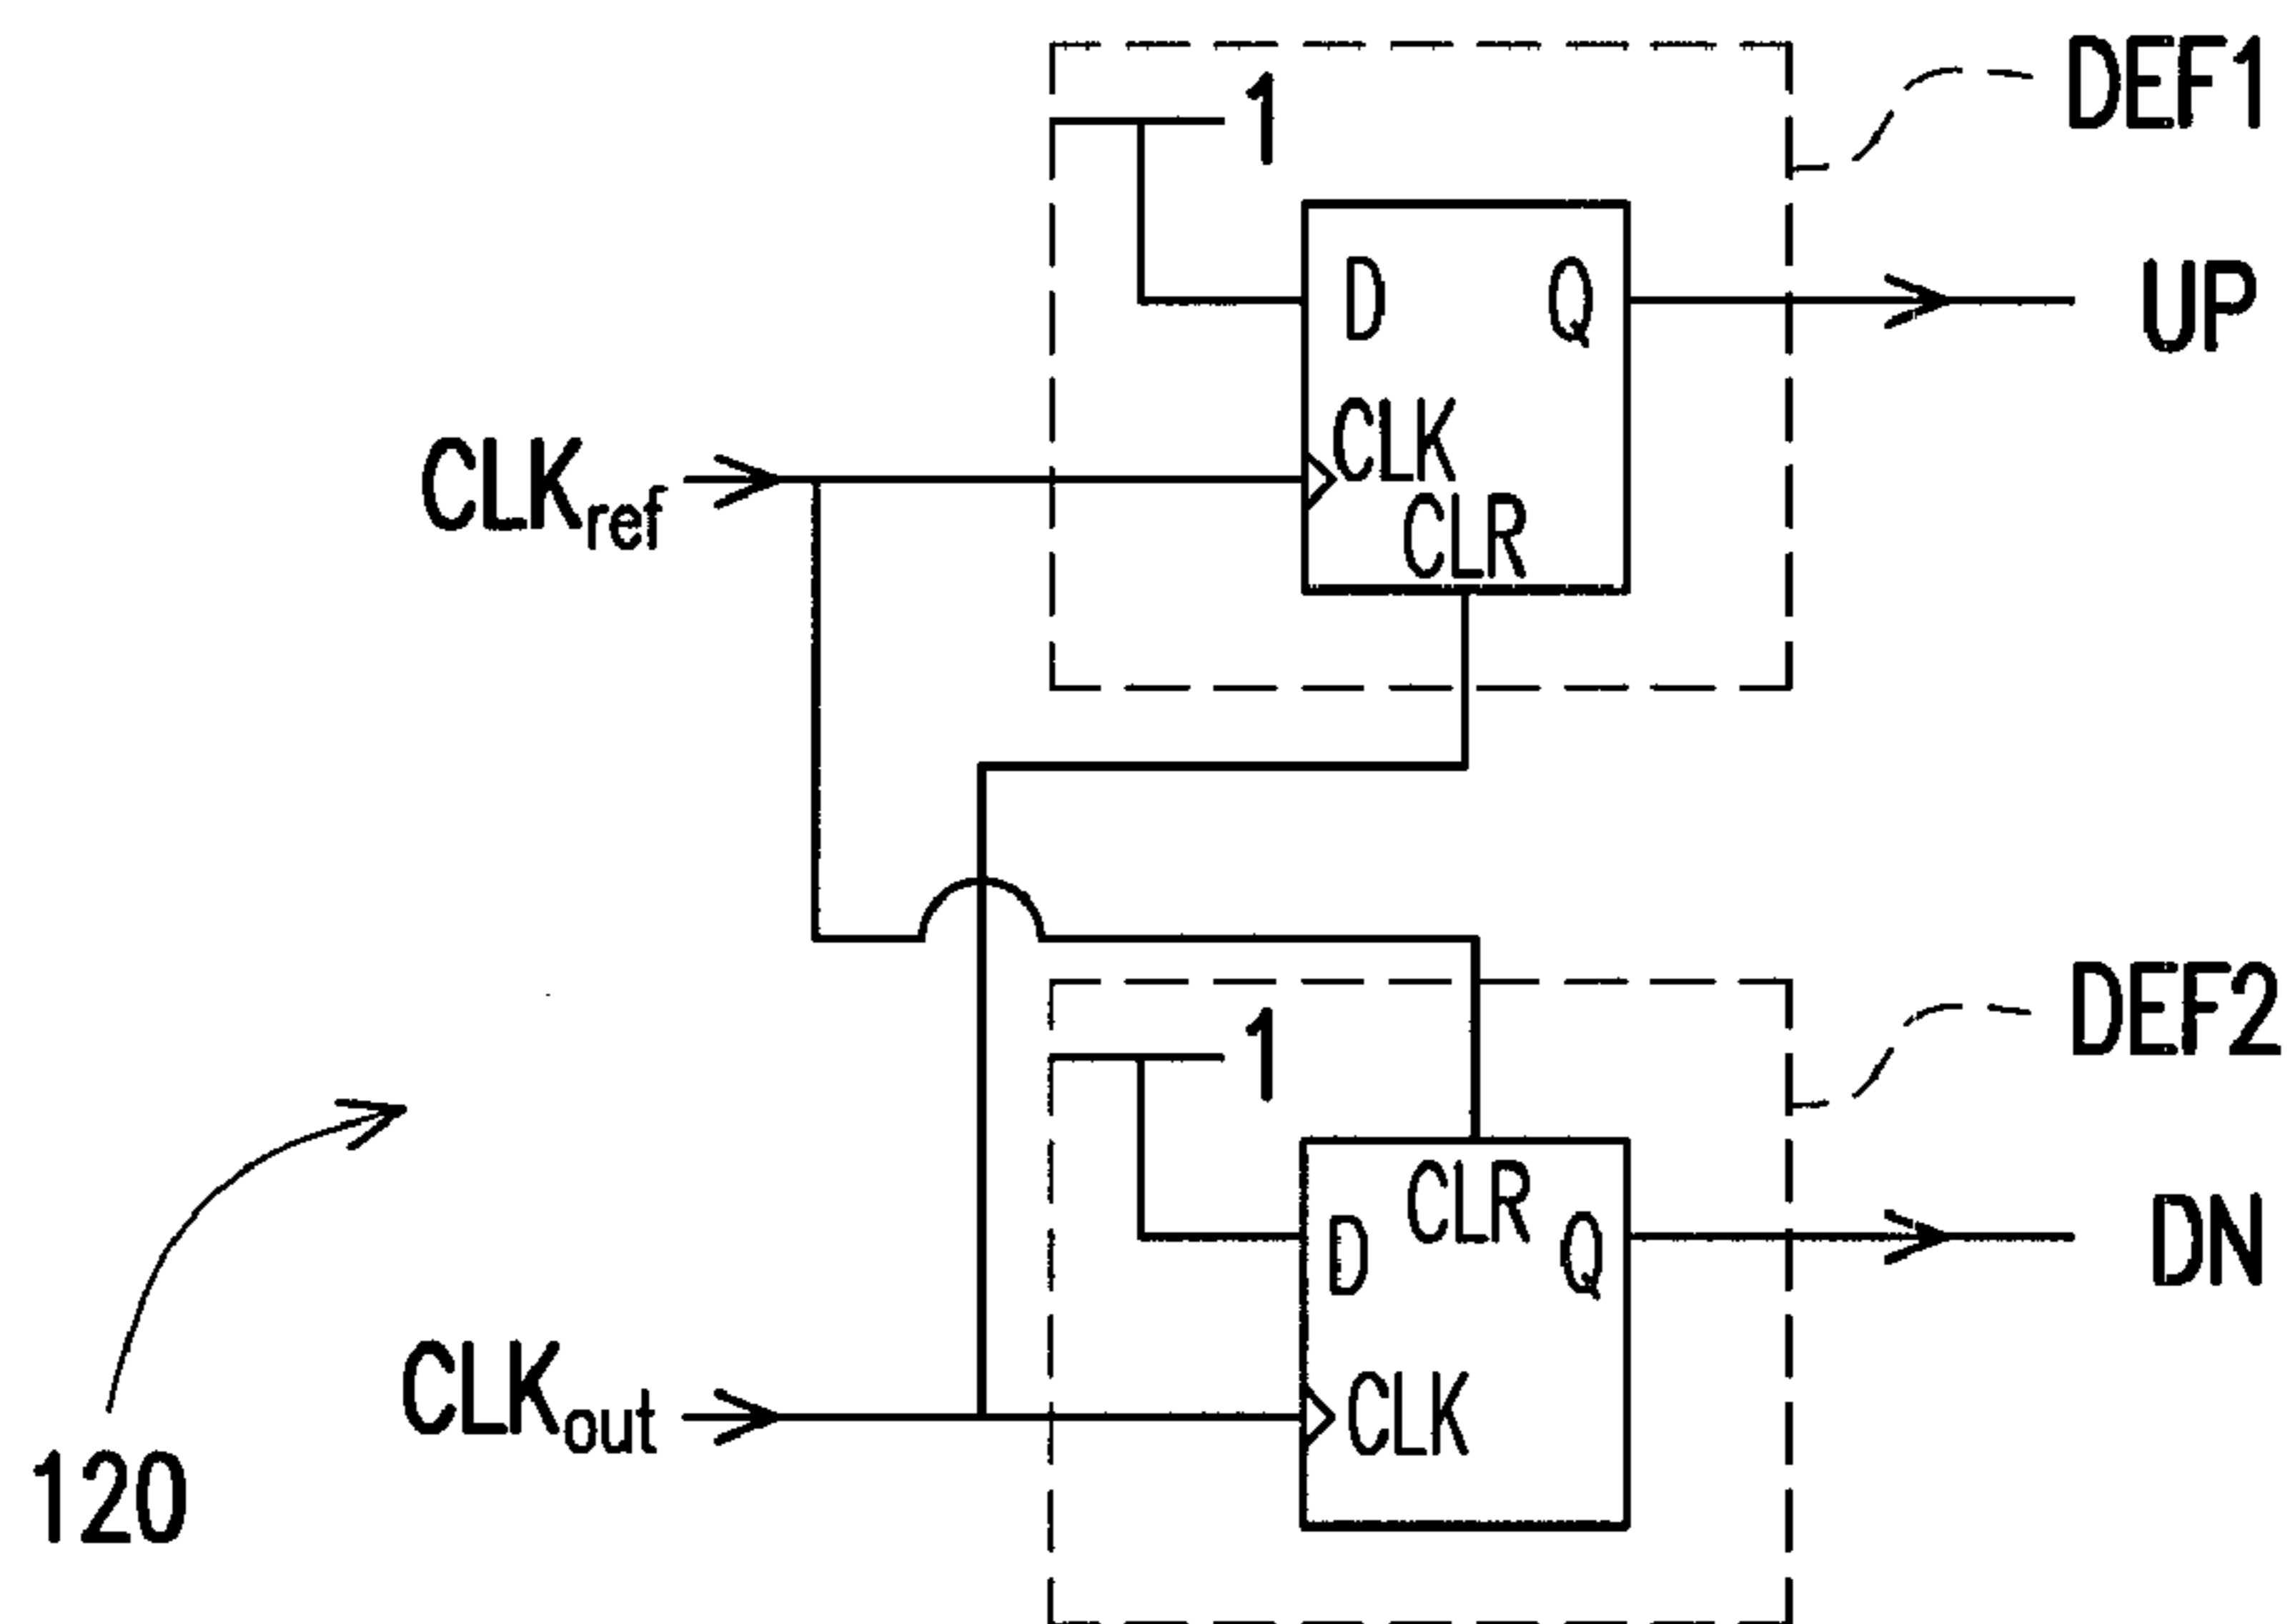 DEF1
1
D Q
UP
CLK
CLKref
CLR
DEF2
1
CLR
D Q
DN
CLKout
CLK
120